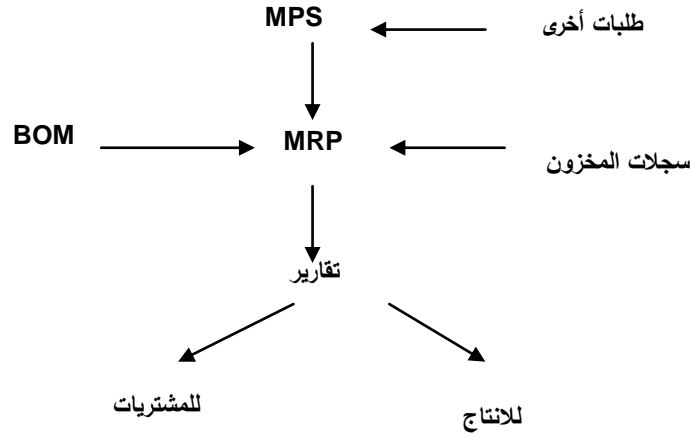 MPS
طلبات أخرى
BOM
MRP
سجلات المخزون
تقارير
للمشتريات
للانتاج